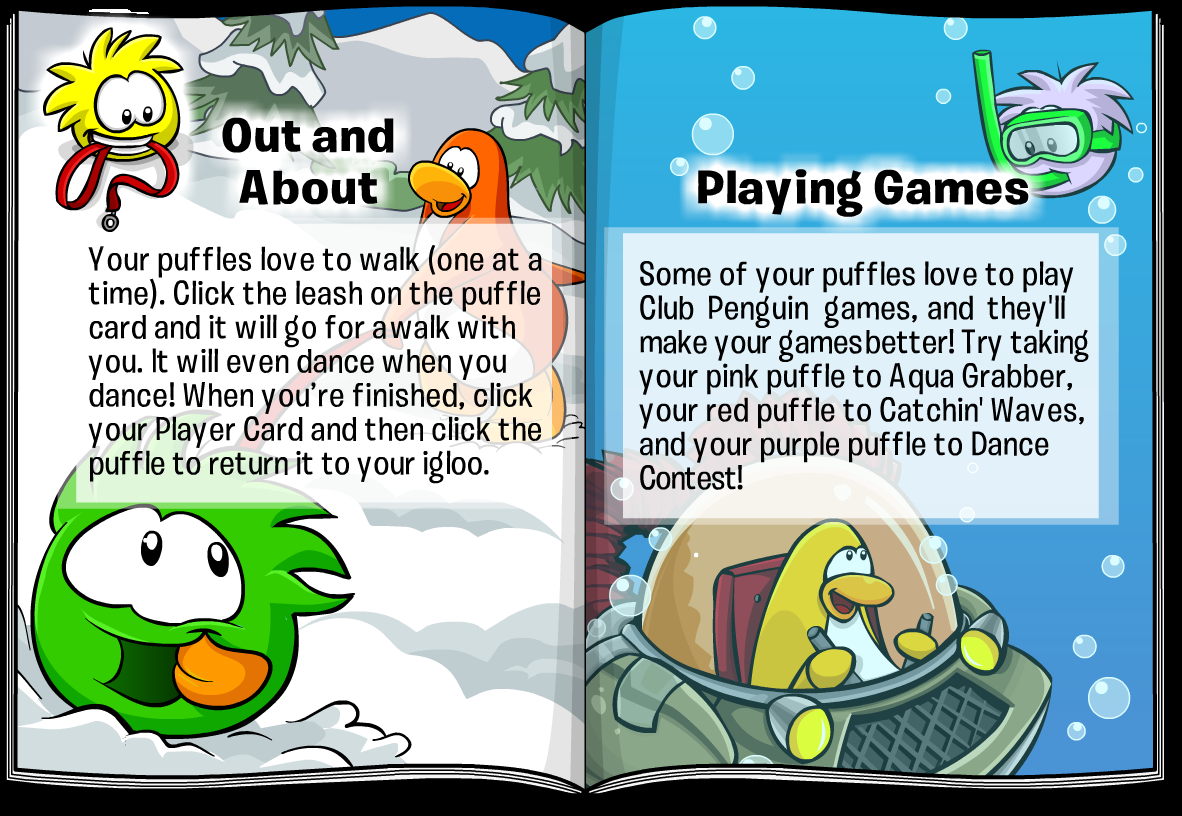 Out and
About
Your puffles love to walk (one at a
time). Click the leash on the puffle
card and it will go for a walk with
you. It will even dance when you
dance! When you’re finished, click
your Player Card and then click the
puffle to return it to your igloo.
Playing Games
Some of your puffles love to play
Club Penguin games, and they'll
make your games better! Try taking
your pink puffle to Aqua Grabber,
your red puffle to Catchin' Waves,
and your purple puffle to Dance
Contest!